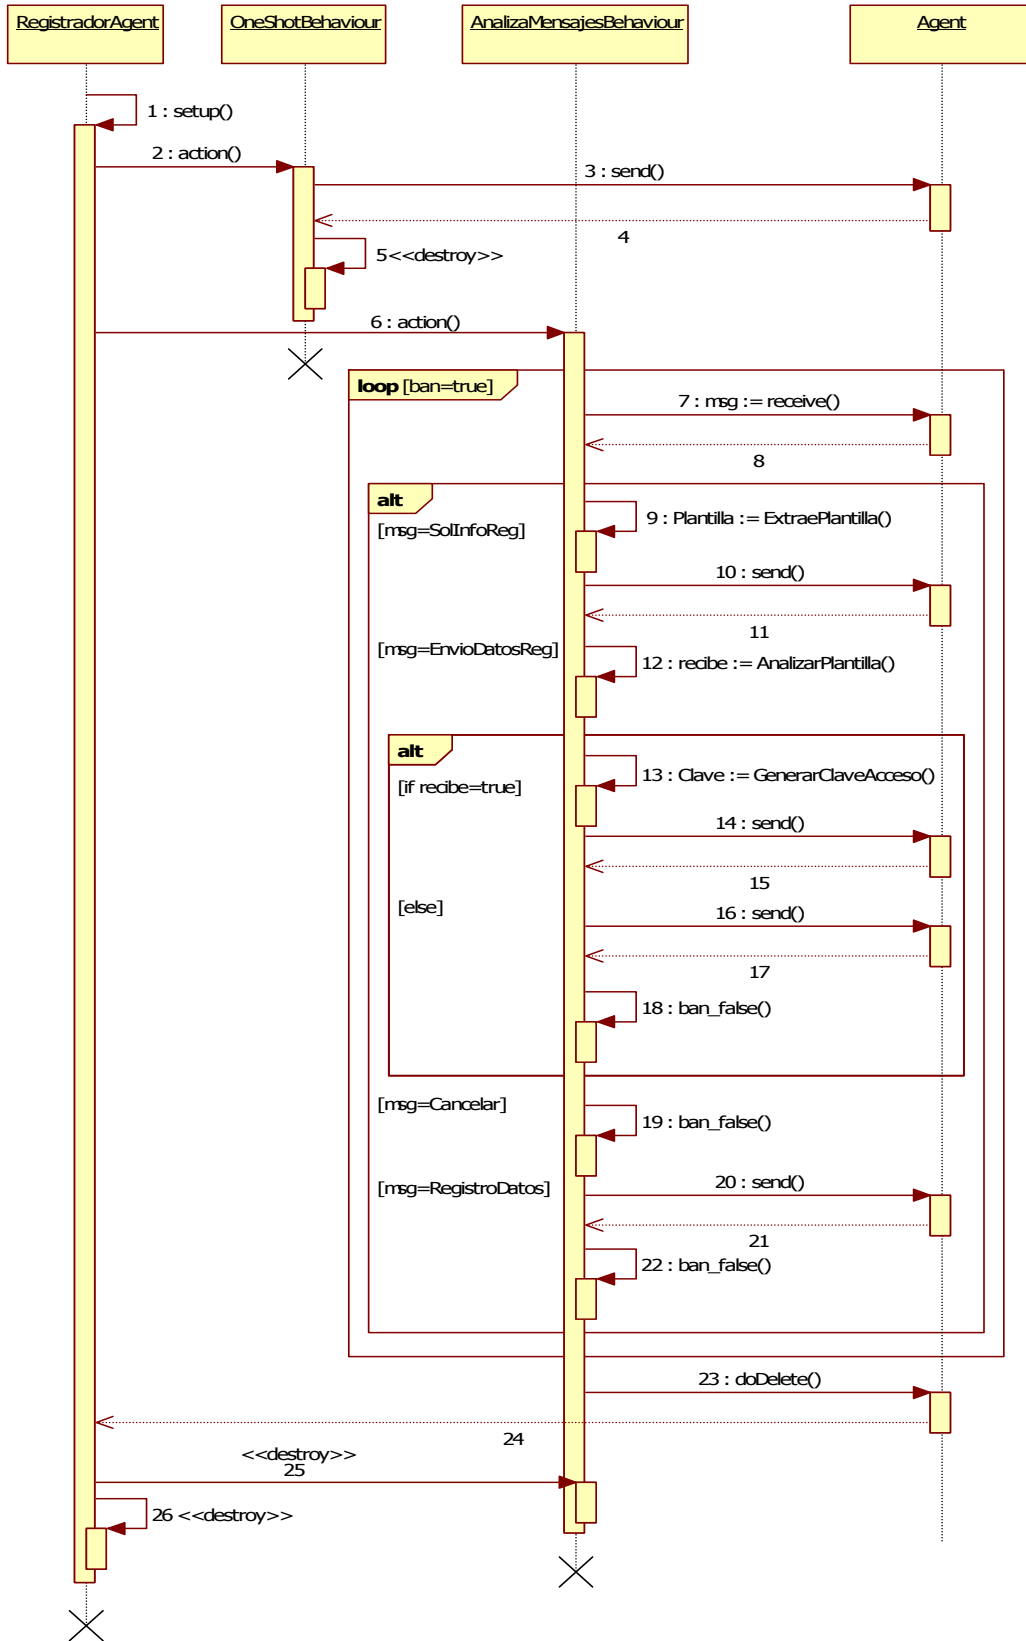 RegistradorAgent
OneShotBehaviour
AnalizaMensajesBehaviour
Agent
1 : setup()
2 : action()
3 : send()
4
5<<destroy>>
6 : action()
loop [ban=true]
7 : msg := receive()
8
alt
[msg=SolInfoReg]
9 : Plantilla := ExtraePlantilla()
10 : send()
11
[msg=EnvioDatosReg]
12 : recibe := AnalizarPlantilla()
alt
[if recibe=true]
13 : Clave := GenerarClaveAcceso()
14 : send()
15
[else]
16 : send()
17
18 : ban_false()
[msg=Cancelar]
19 : ban_false()
[msg=RegistroDatos]
20 : send()
21
22 : ban_false()
23 : doDelete()
24
<<destroy>>
25
26 <<destroy>>